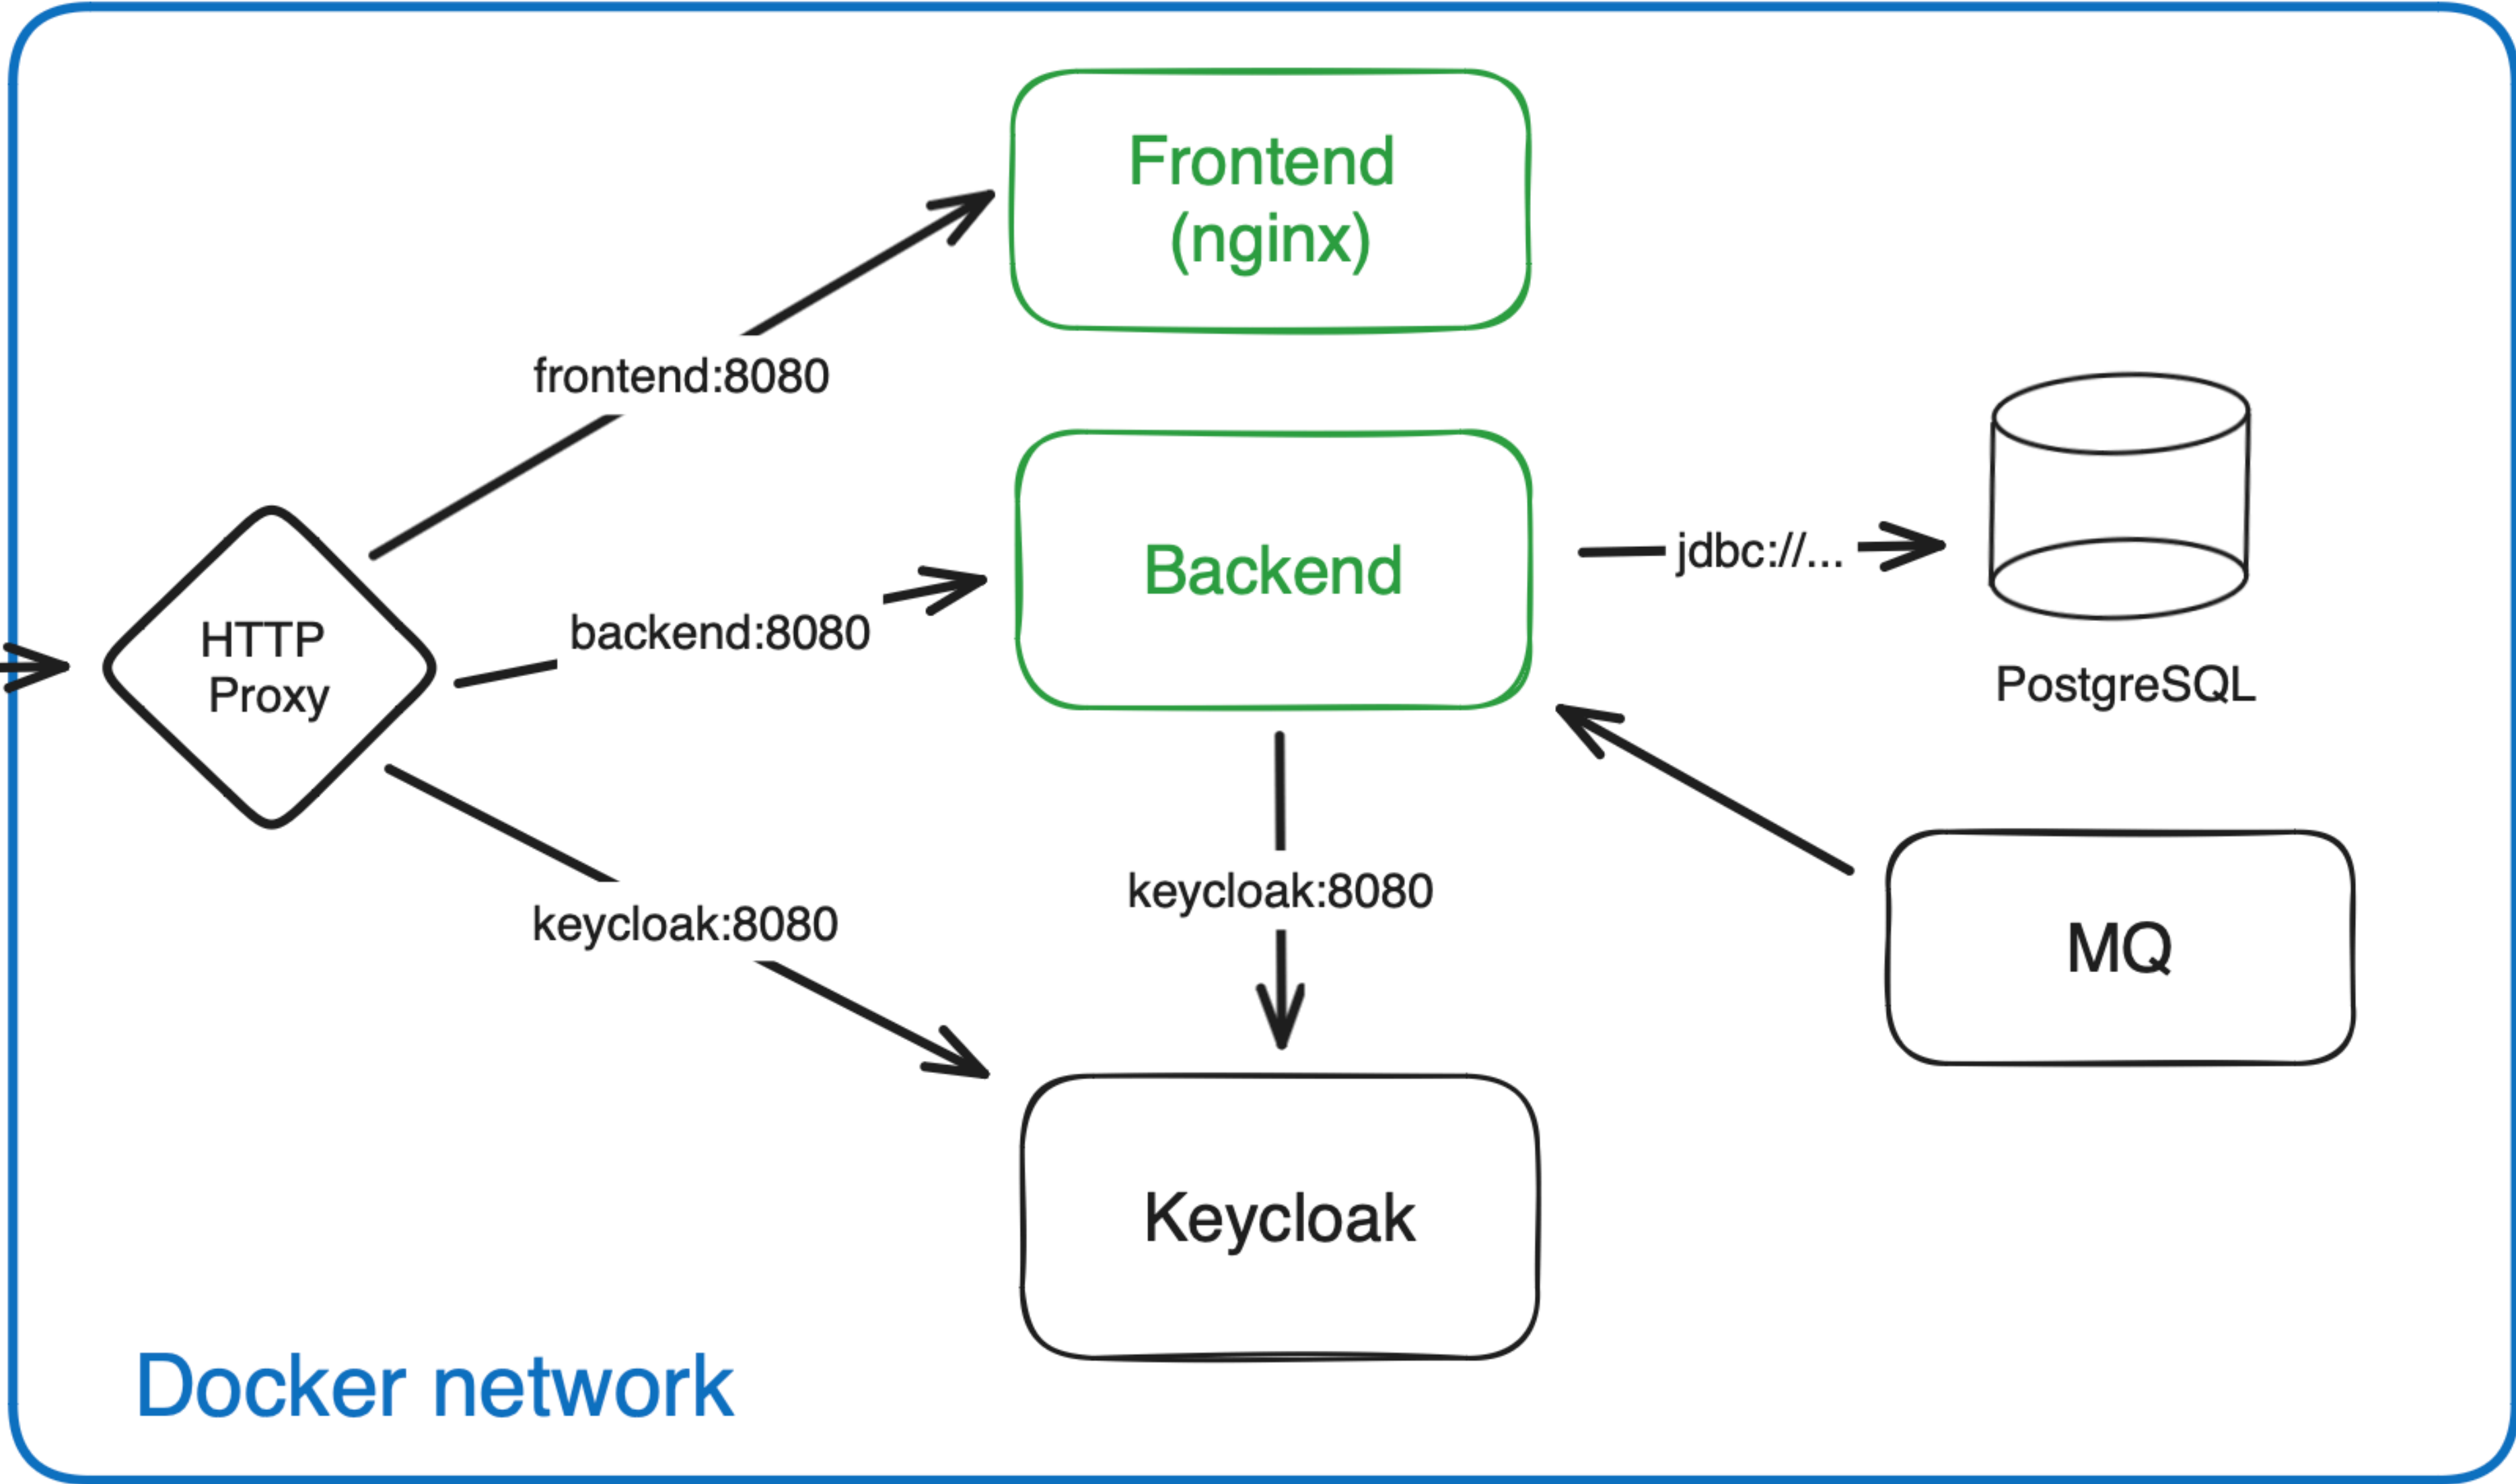 Frontend
(nginx)
frontend:8080
Backend
jdbc://...
HTTP
Proxy
backend:8080
PostgreSQL
keycloak:8080
keycloak:8080
MQ
Keycloak
Docker network